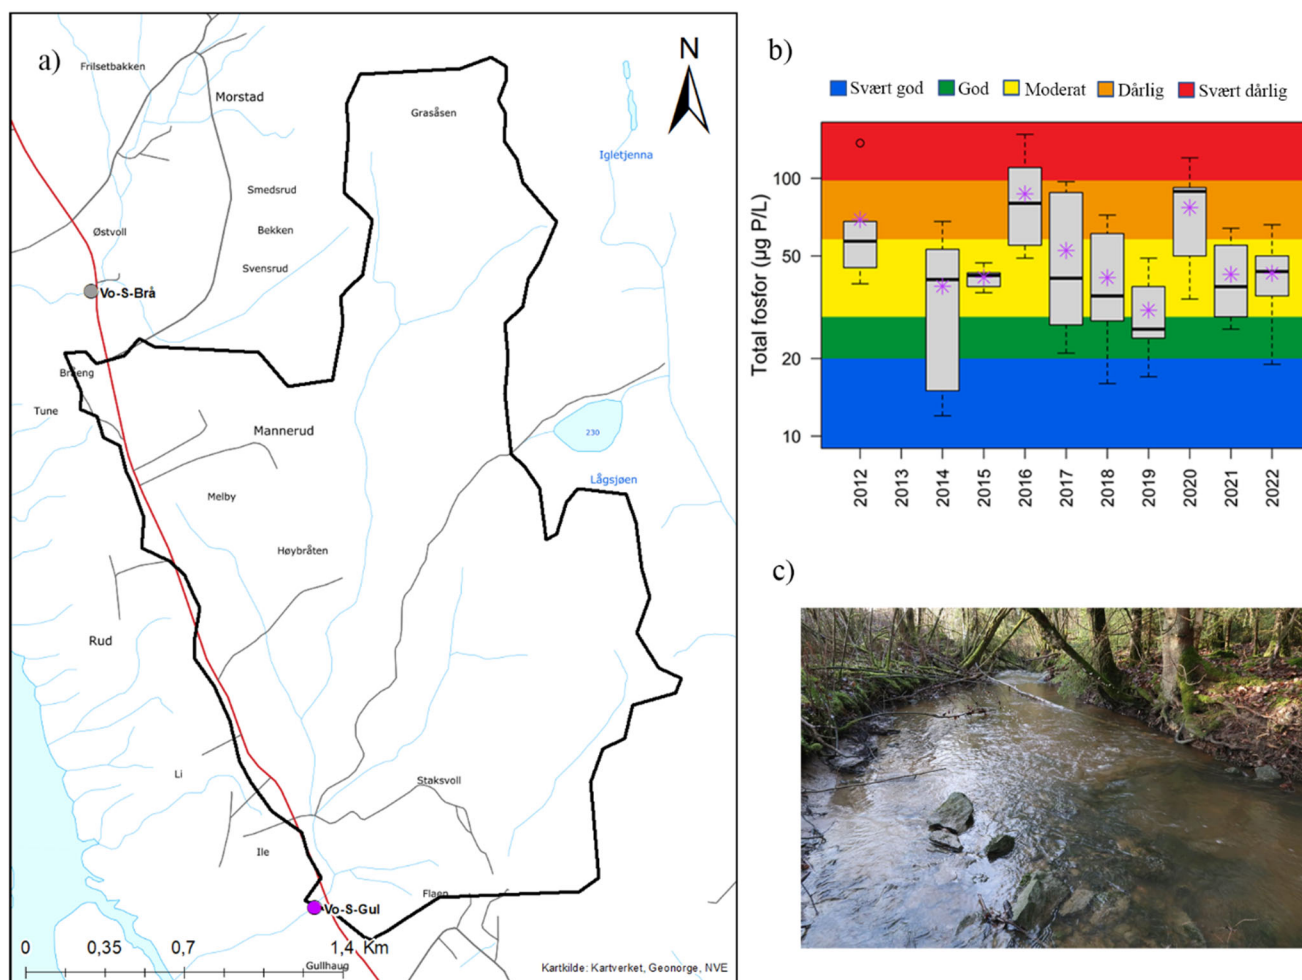 a)
N
Frilsetbakken
Morstad
Grasåsen
Igletjenna
Smedsrud
Østvoll
Bekken
Svensrud
Vo-S-Brå
Bråeng
Tune
Mannerud
230
Lågsjøen
Melby
Høybråten
Rud
Li
Staksvoll
Ile
Flaen
Vo-S-Gul
0 0,35 0,7 1,4 Km
Gullhaug
Kartkilde: Kartverket, Geonorge, NVE
b)
Svært god God Moderat Dårlig Svært dårlig
Total fosfor (µg P/L)
100
50
20
10
2012 2013 2014 2015 2016 2017 2018 2019 2020 2021 2022
c)